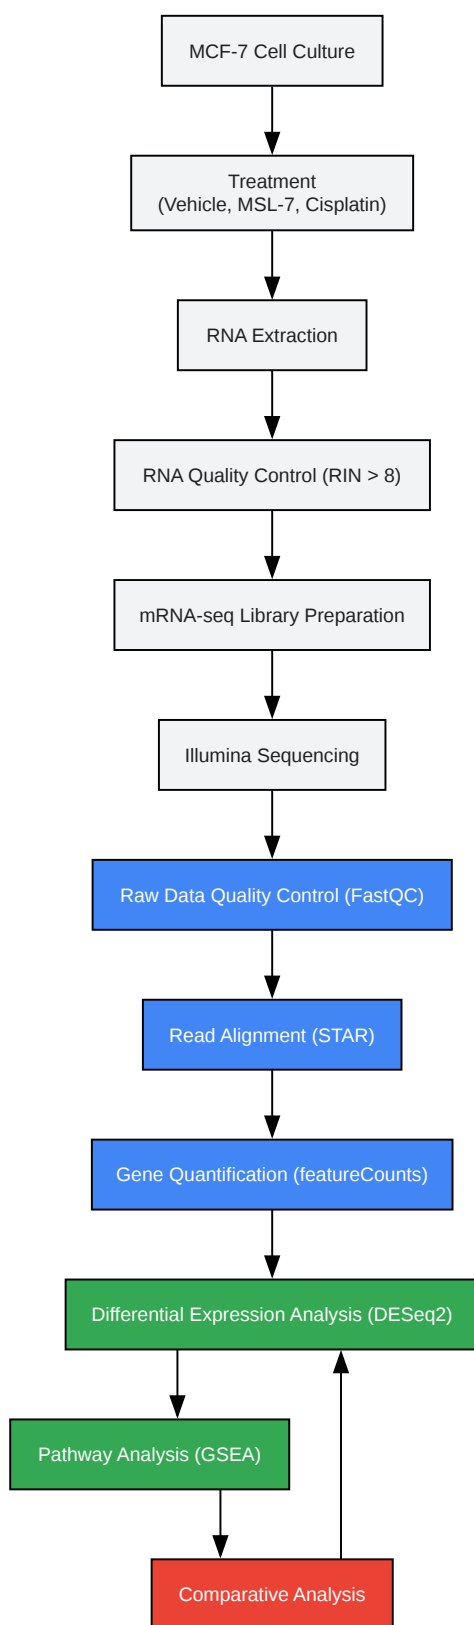 MCF-7 Cell Culture
Treatment
(Vehicle, MSL-7, Cisplatin)
RNA Extraction
RNA Quality Control (RIN > 8)
mRNA-seq Library Preparation
Illumina Sequencing
Raw Data Quality Control (FastQC)
Read Alignment (STAR)
Gene Quantification (featureCounts)
Differential Expression Analysis (DESeq2)
Pathway Analysis (GSEA)
Comparative Analysis